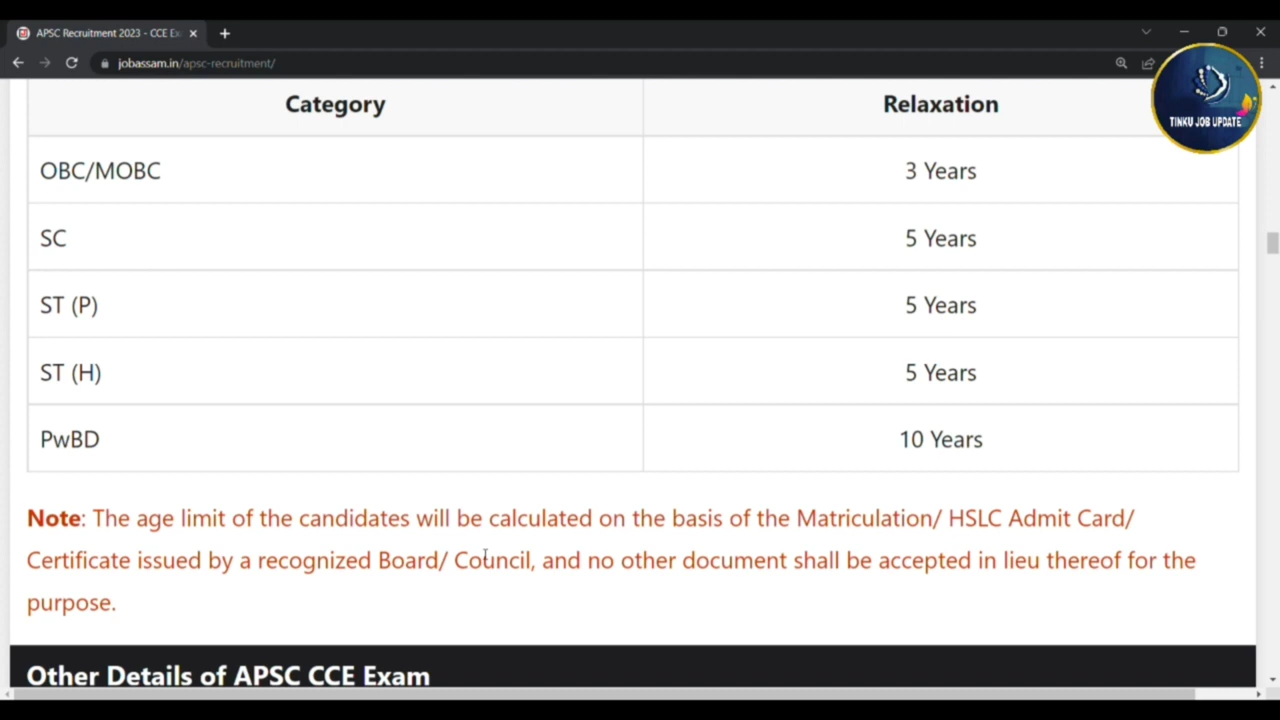 APSC Recruitment 2023 - CCE Ex
jobassam.in/apsc-recruitment/
TINKU JOB UPDATE
Category Relaxation
OBC/MOBC 3 Years
SC 5 Years
ST (P) 5 Years
ST (H) 5 Years
PwBD 10 Years
Note: The age limit of the candidates will be calculated on the basis of the Matriculation/ HSLC Admit Card/
Certificate issued by a recognized Board/ Council, and no other document shall be accepted in lieu thereof for the
purpose.
Other Details of APSC CCE Exam